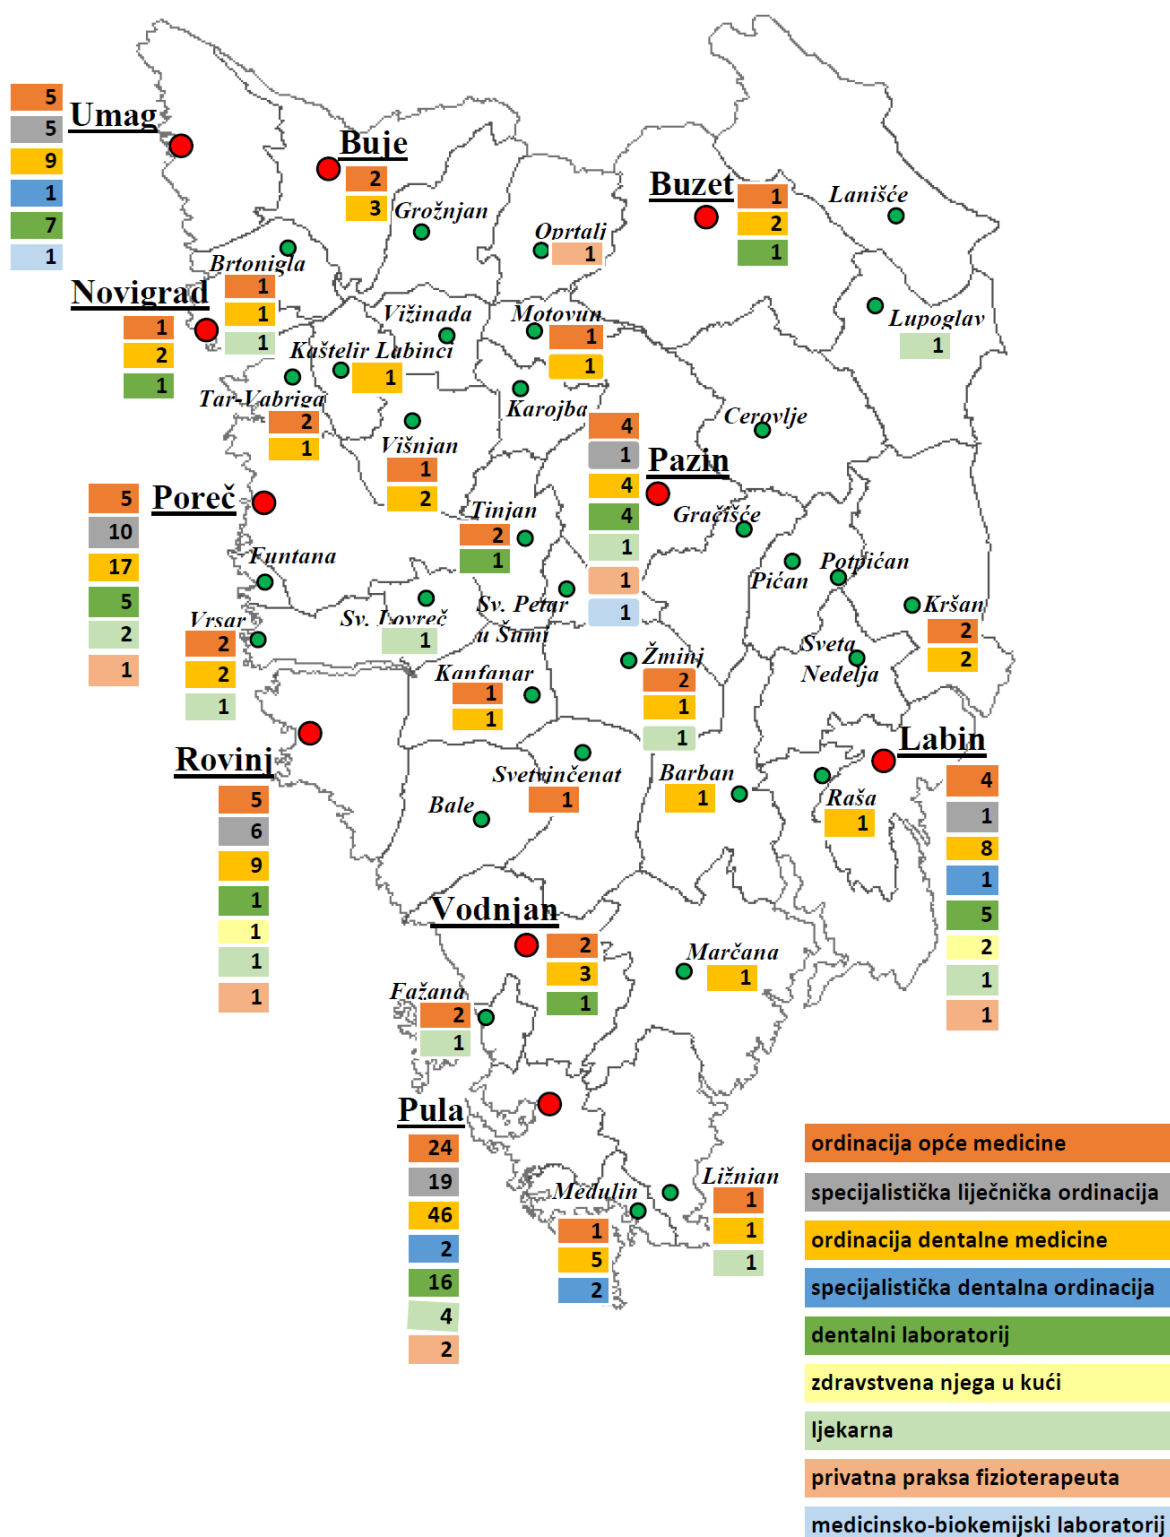 Umag
5
5
9
1
7
1
Buje
2
3
Grožnjan
Oprtalj
1
Buzet
1
2
1
Lanišće
Lupoglav
1
Brtonigla
1
1
1
Novigrad
1
2
1
Vižinada
Motovun
1
1
Kaštelir Labinci
1
Karojba
Tar-Vabriga
2
1
Višnjan
1
2
Cerovlje
Pazin
4
1
4
4
1
1
1
Gračišće
Poreč
5
10
17
5
2
1
Tinjan
2
1
Funtana
Pićan
Potpićan
Kršan
2
2
Sv. Petar
u Šumi
Sv. Lovreč
1
Vrsar
2
2
1
Žminj
2
1
1
Sveta
Nedelja
Kanfanar
1
1
Rovinj
5
6
9
1
1
1
1
Svetvinčenat
1
Barban
1
Raša
1
Labin
4
1
8
1
5
2
1
1
Bale
Vodnjan
2
3
1
Marčana
1
Fažana
2
1
Pula
24
19
46
2
16
4
2
Medulin
1
5
2
Ližnjan
1
1
1
ordinacija opće medicine
specijalistička liječnička ordinacija
ordinacija dentalne medicine
specijalistička dentalna ordinacija
dentalni laboratorij
zdravstvena njega u kući
ljekarna
privatna praksa fizioterapeuta
medicinsko-biokemijski laboratorij